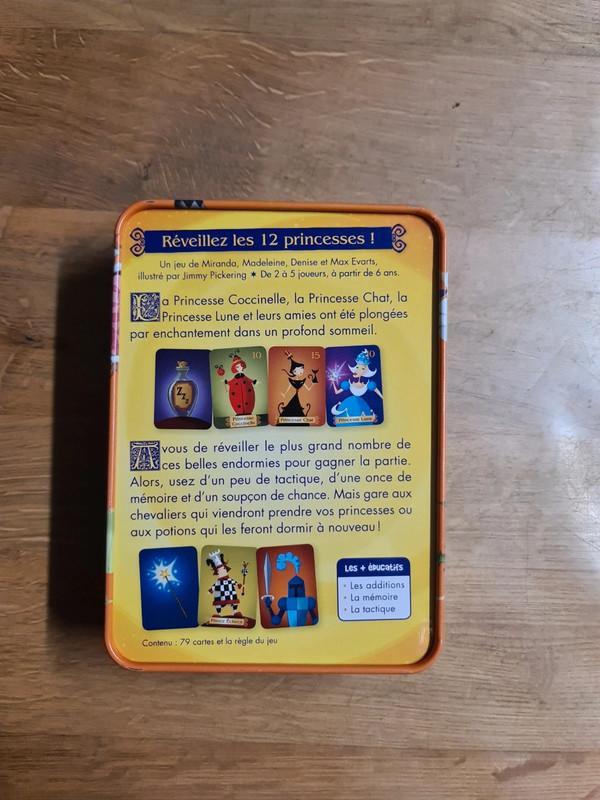 Réveillez les 12 princesses !
Un jeu de Miranda, Madeleine, Denise et Max Evarts,
illustré par Jimmy Pickering ✶ De 2 à 5 joueurs, à partir de 6 ans.
La Princesse Coccinelle, la Princesse Chat, la
Princesse Lune et leurs amies ont été plongées
par enchantement dans un profond sommeil.
ZZZ
10
Princesse
Coccinelle
15
Princesse Chat
Princesse Lune
À vous de réveiller le plus grand nombre de
ces belles endormies pour gagner la partie.
Alors, usez d'un peu de tactique, d'une once de
mémoire et d'un soupçon de chance. Mais gare aux
chevaliers qui viendront prendre vos princesses ou
aux potions qui les feront dormir à nouveau !
Prince Échecs
Les + éducatifs
• Les additions
• La mémoire
• La tactique
Contenu : 79 cartes et la règle du jeu